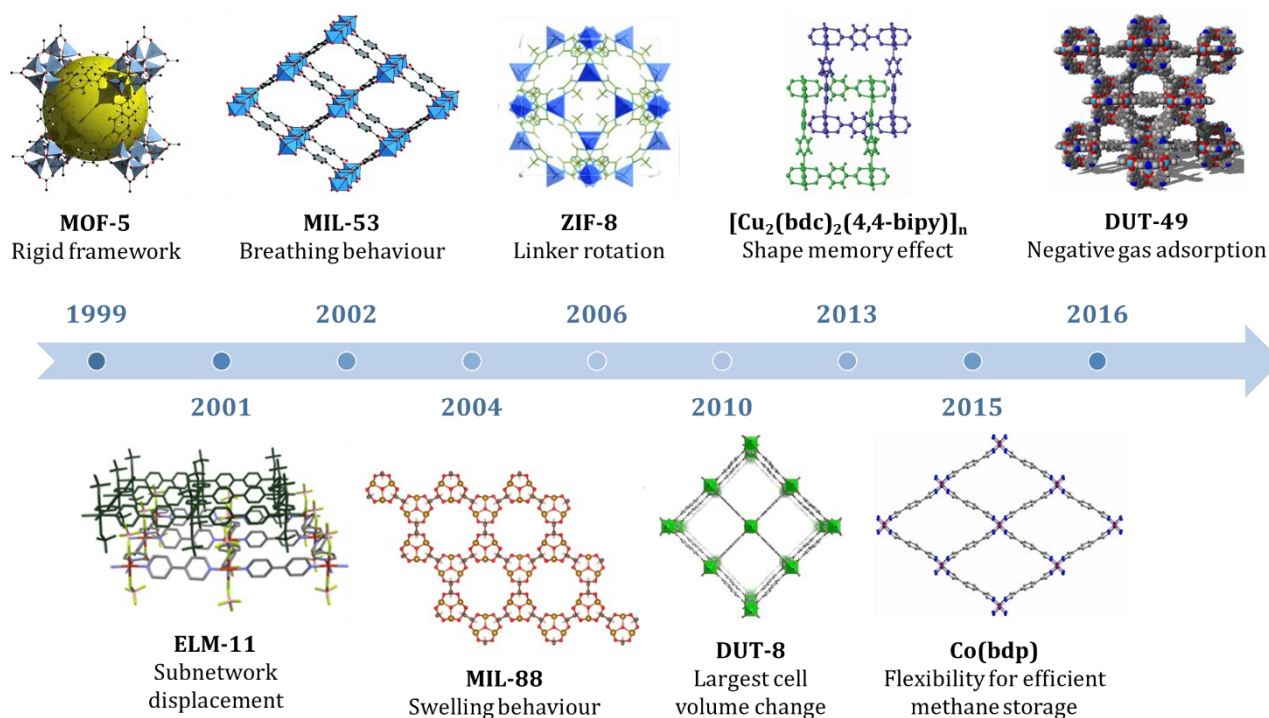 MOF-5
Rigid framework
MIL-53
Breathing behaviour
ZIF-8
Linker rotation
[Cu₂(bdc)₂(4,4-bipy)]ₙ
Shape memory effect
DUT-49
Negative gas adsorption
1999
2002
2006
2013
2016
2001
2004
2010
2015
ELM-11
Subnetwork
displacement
MIL-88
Swelling behaviour
DUT-8
Largest cell
volume change
Co(bdp)
Flexibility for efficient
methane storage